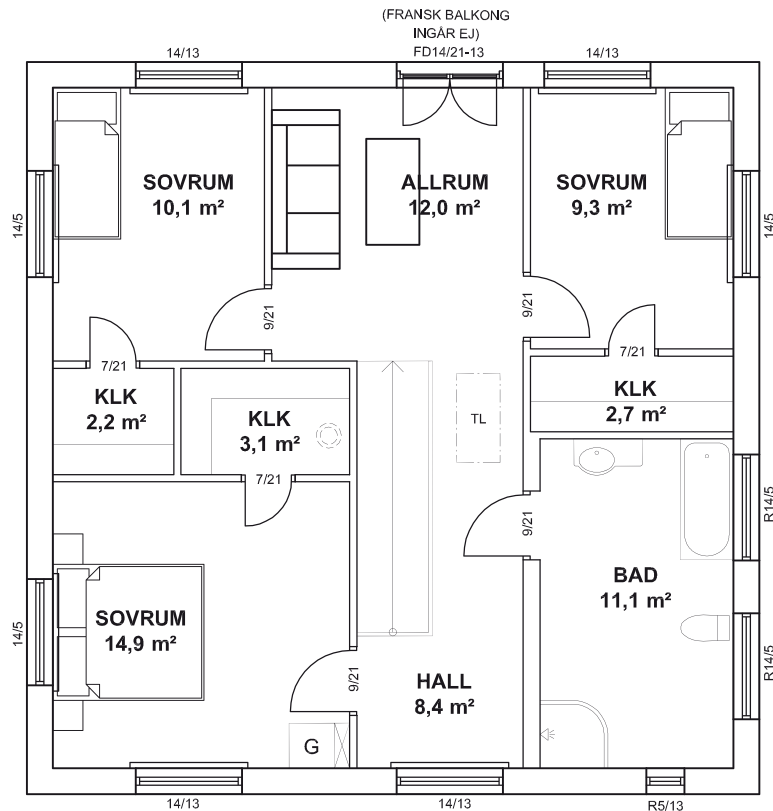 (FRANSK BALKONG
INGÅR EJ)
14/13
FD14/21-13
14/13
14/5
SOVRUM
10,1 m²
ALLRUM
12,0 m²
SOVRUM
9,3 m²
14/5
9/21
9/21
7/21
7/21
KLK
2,2 m²
KLK
3,1 m²
TL
KLK
2,7 m²
7/21
9/21
R14/5
14/5
SOVRUM
14,9 m²
BAD
11,1 m²
9/21
HALL
8,4 m²
R14/5
G
14/13
14/13
R5/13